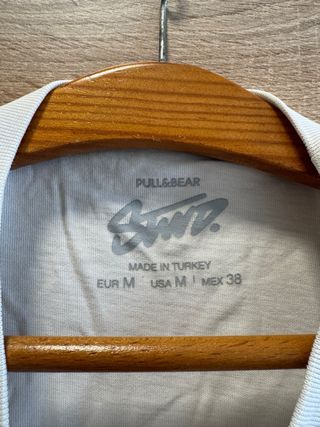 PULL&BEAR
STWD.
MADE IN TURKEY
EUR M USA M | MEX 38